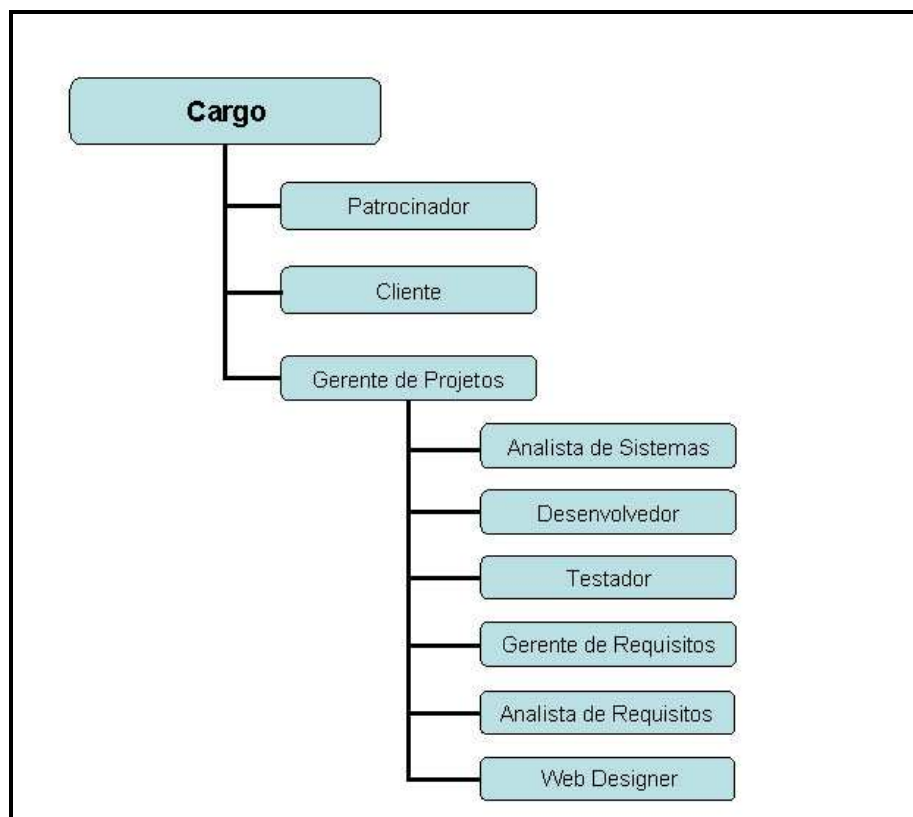 Cargo
Patrocinador
Cliente
Gerente de Projetos
Analista de Sistemas
Desenvolvedor
Testador
Gerente de Requisitos
Analista de Requisitos
Web Designer